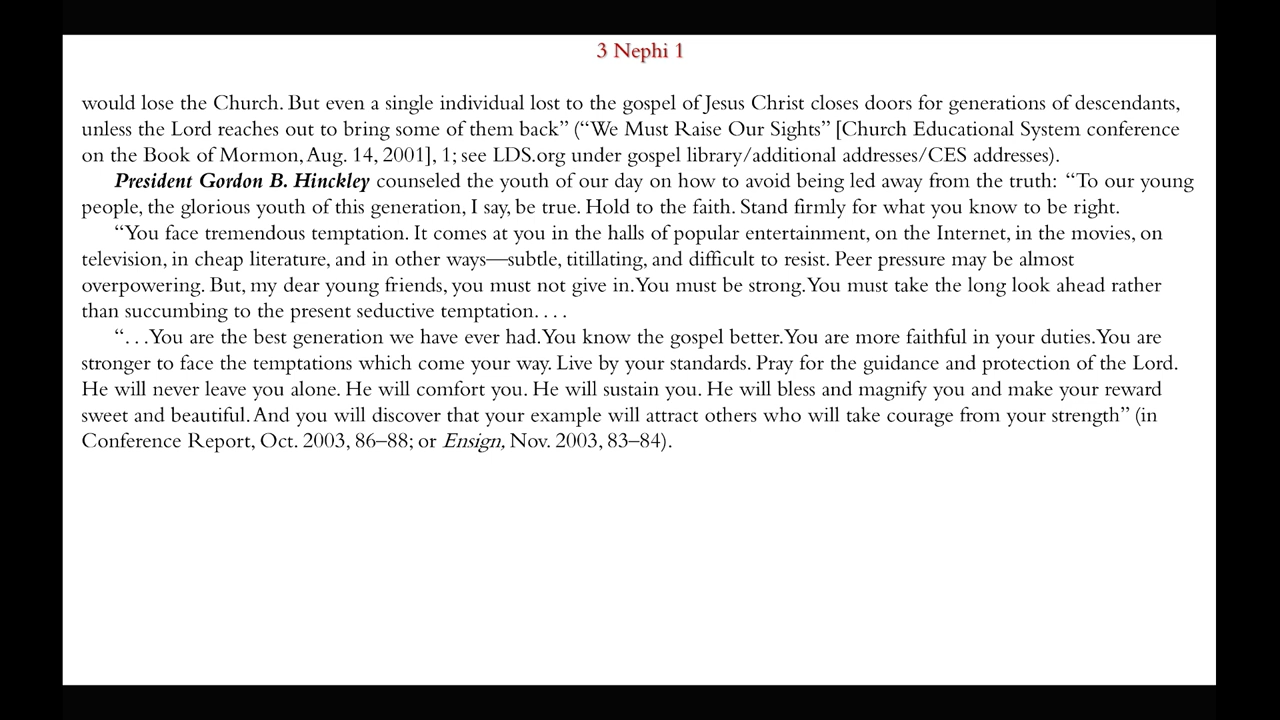 3 Nephi 1
would lose the Church. But even a single individual lost to the gospel of Jesus Christ closes doors for generations of descendants,
unless the Lord reaches out to bring some of them back” (“We Must Raise Our Sights” [Church Educational System conference
on the Book of Mormon, Aug. 14, 2001], 1; see LDS.org under gospel library/additional addresses/CES addresses).
President Gordon B. Hinckley counseled the youth of our day on how to avoid being led away from the truth: “To our young
people, the glorious youth of this generation, I say, be true. Hold to the faith. Stand firmly for what you know to be right.
“You face tremendous temptation. It comes at you in the halls of popular entertainment, on the Internet, in the movies, on
television, in cheap literature, and in other ways—subtle, titillating, and difficult to resist. Peer pressure may be almost
overpowering. But, my dear young friends, you must not give in. You must be strong. You must take the long look ahead rather
than succumbing to the present seductive temptation. . . .
“. . . You are the best generation we have ever had. You know the gospel better. You are more faithful in your duties. You are
stronger to face the temptations which come your way. Live by your standards. Pray for the guidance and protection of the Lord.
He will never leave you alone. He will comfort you. He will sustain you. He will bless and magnify you and make your reward
sweet and beautiful. And you will discover that your example will attract others who will take courage from your strength” (in
Conference Report, Oct. 2003, 86–88; or Ensign, Nov. 2003, 83–84).